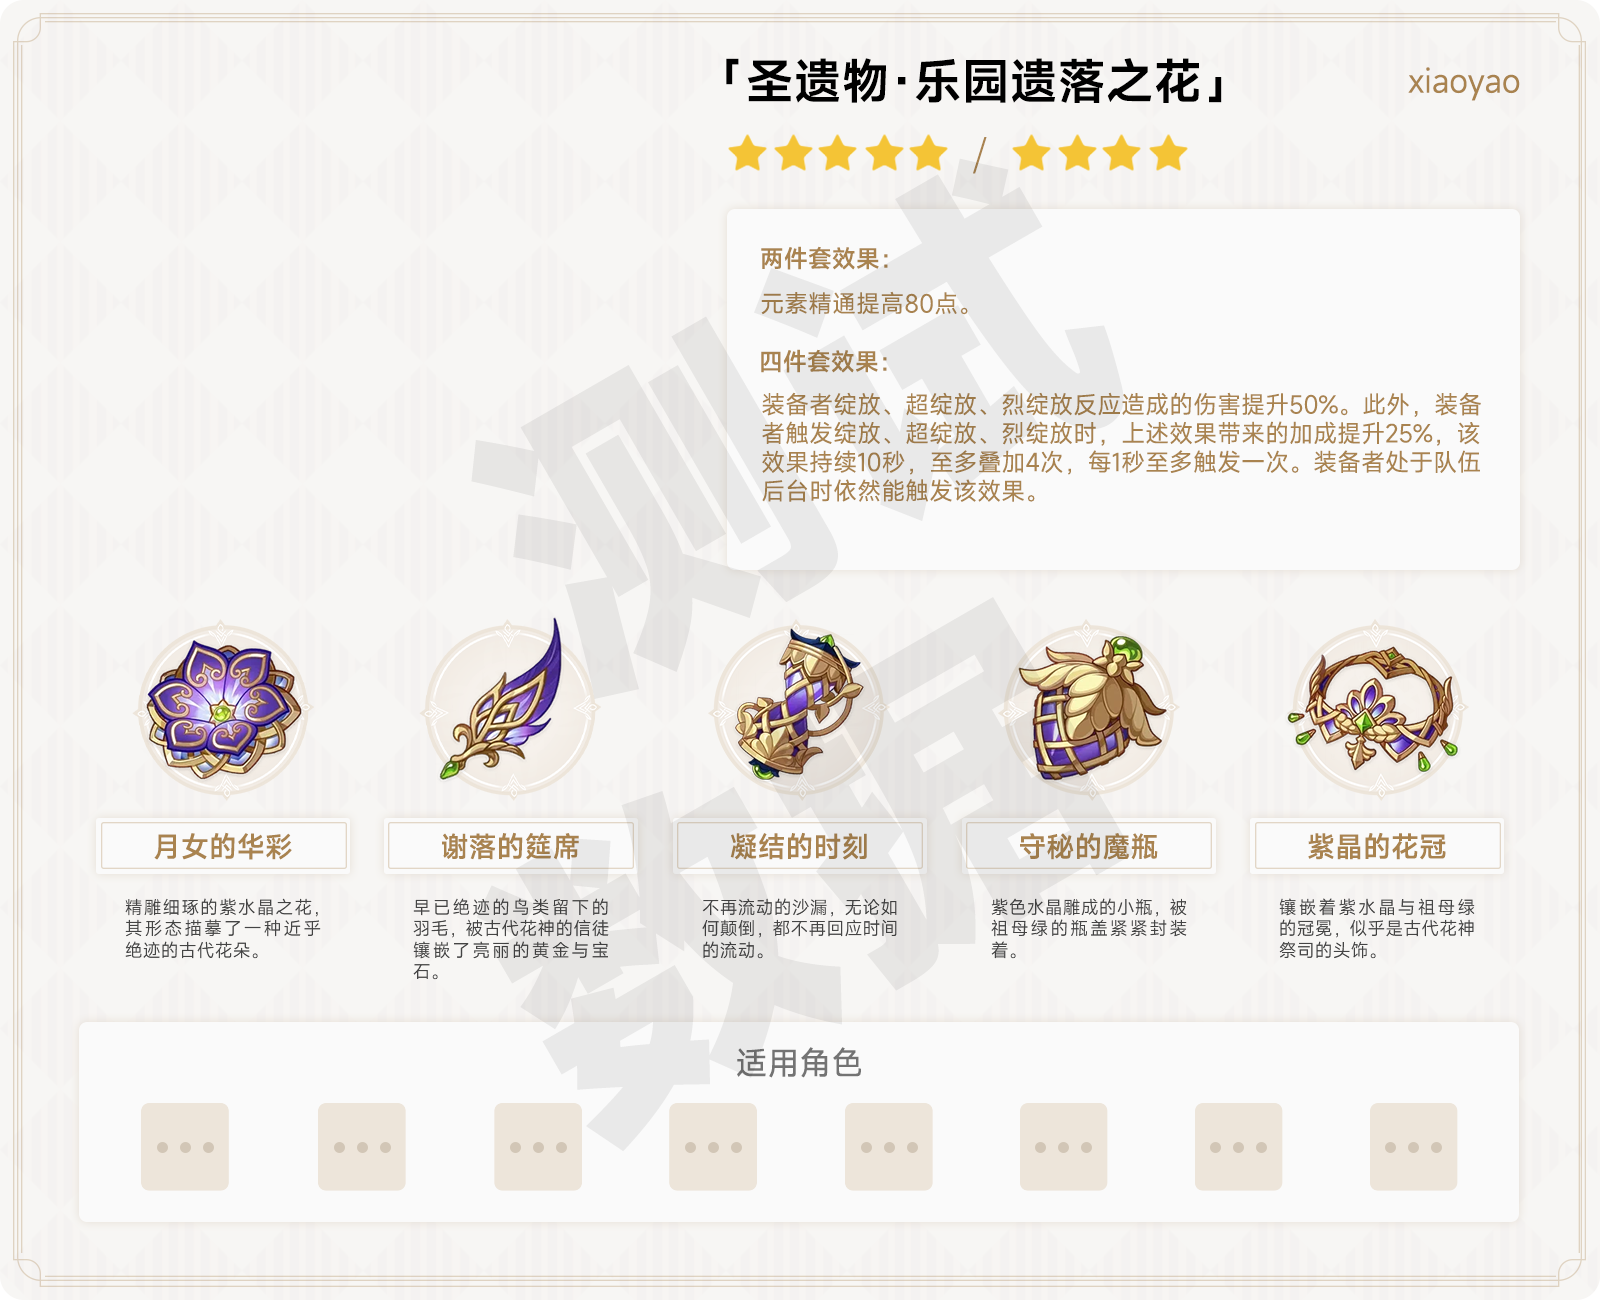 「圣遗物·乐园遗落之花」
xiaoyao
/
两件套效果：
元素精通提高80点。
四件套效果：
装备者绽放、超绽放、烈绽放反应造成的伤害提升50%。此外，装备
者触发绽放、超绽放、烈绽放时，上述效果带来的加成提升25%，该
效果持续10秒，至多叠加4次，每1秒至多触发一次。装备者处于队伍
后台时依然能触发该效果。
测试
数据
月女的华彩
精雕细琢的紫水晶之花，
其形态描摹了一种近乎
绝迹的古代花朵。
谢落的筵席
早已绝迹的鸟类留下的
羽毛，被古代花神的信徒
镶嵌了亮丽的黄金与宝
石。
凝结的时刻
不再流动的沙漏，无论如
何颠倒，都不再回应时间
的流动。
守秘的魔瓶
紫色水晶雕成的小瓶，被
祖母绿的瓶盖紧紧封装
着。
紫晶的花冠
镶嵌着紫水晶与祖母绿
的冠冕，似乎是古代花神
祭司的头饰。
适用角色